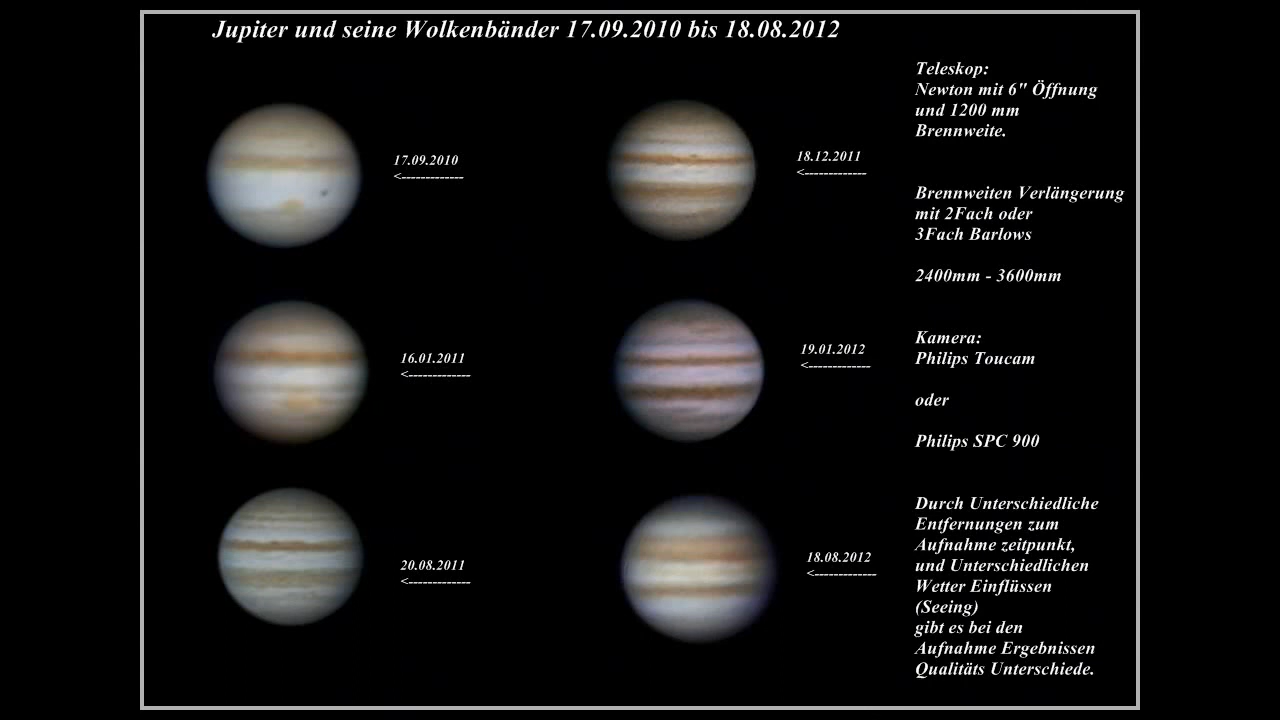 Jupiter und seine Wolkenbänder 17.09.2010 bis 18.08.2012
17.09.2010
<-------------
16.01.2011
<-------------
20.08.2011
<-------------
18.12.2011
<-------------
19.01.2012
<-------------
18.08.2012
<-------------
Teleskop:
Newton mit 6" Öffnung
und 1200 mm
Brennweite.
Brennweiten Verlängerung
mit 2Fach oder
3Fach Barlows
2400mm - 3600mm
Kamera:
Philips Toucam
oder
Philips SPC 900
Durch Unterschiedliche
Entfernungen zum
Aufnahme zeitpunkt,
und Unterschiedlichen
Wetter Einflüssen
(Seeing)
gibt es bei den
Aufnahme Ergebnissen
Qualitäts Unterschiede.